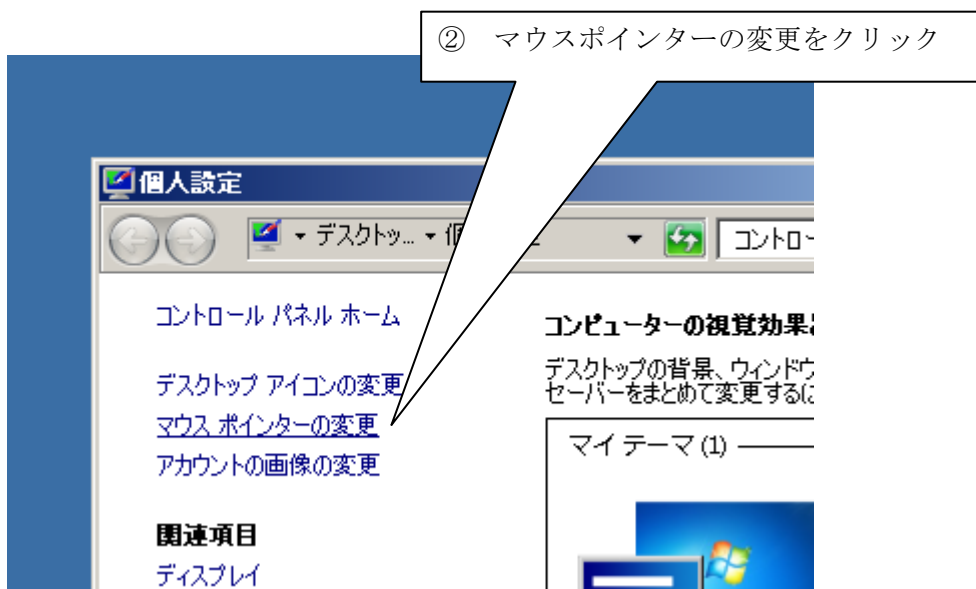 ② マウスポインターの変更をクリック
個人設定
デスクトッ...
コントロー
コントロール パネル ホーム
デスクトップ アイコンの変更
マウス ポインターの変更
アカウントの画像の変更
関連項目
ディスプレイ
コンピューターの視覚効果
デスクトップの背景、ウィンドウ
セーバーをまとめて変更する
マイ テーマ (1)